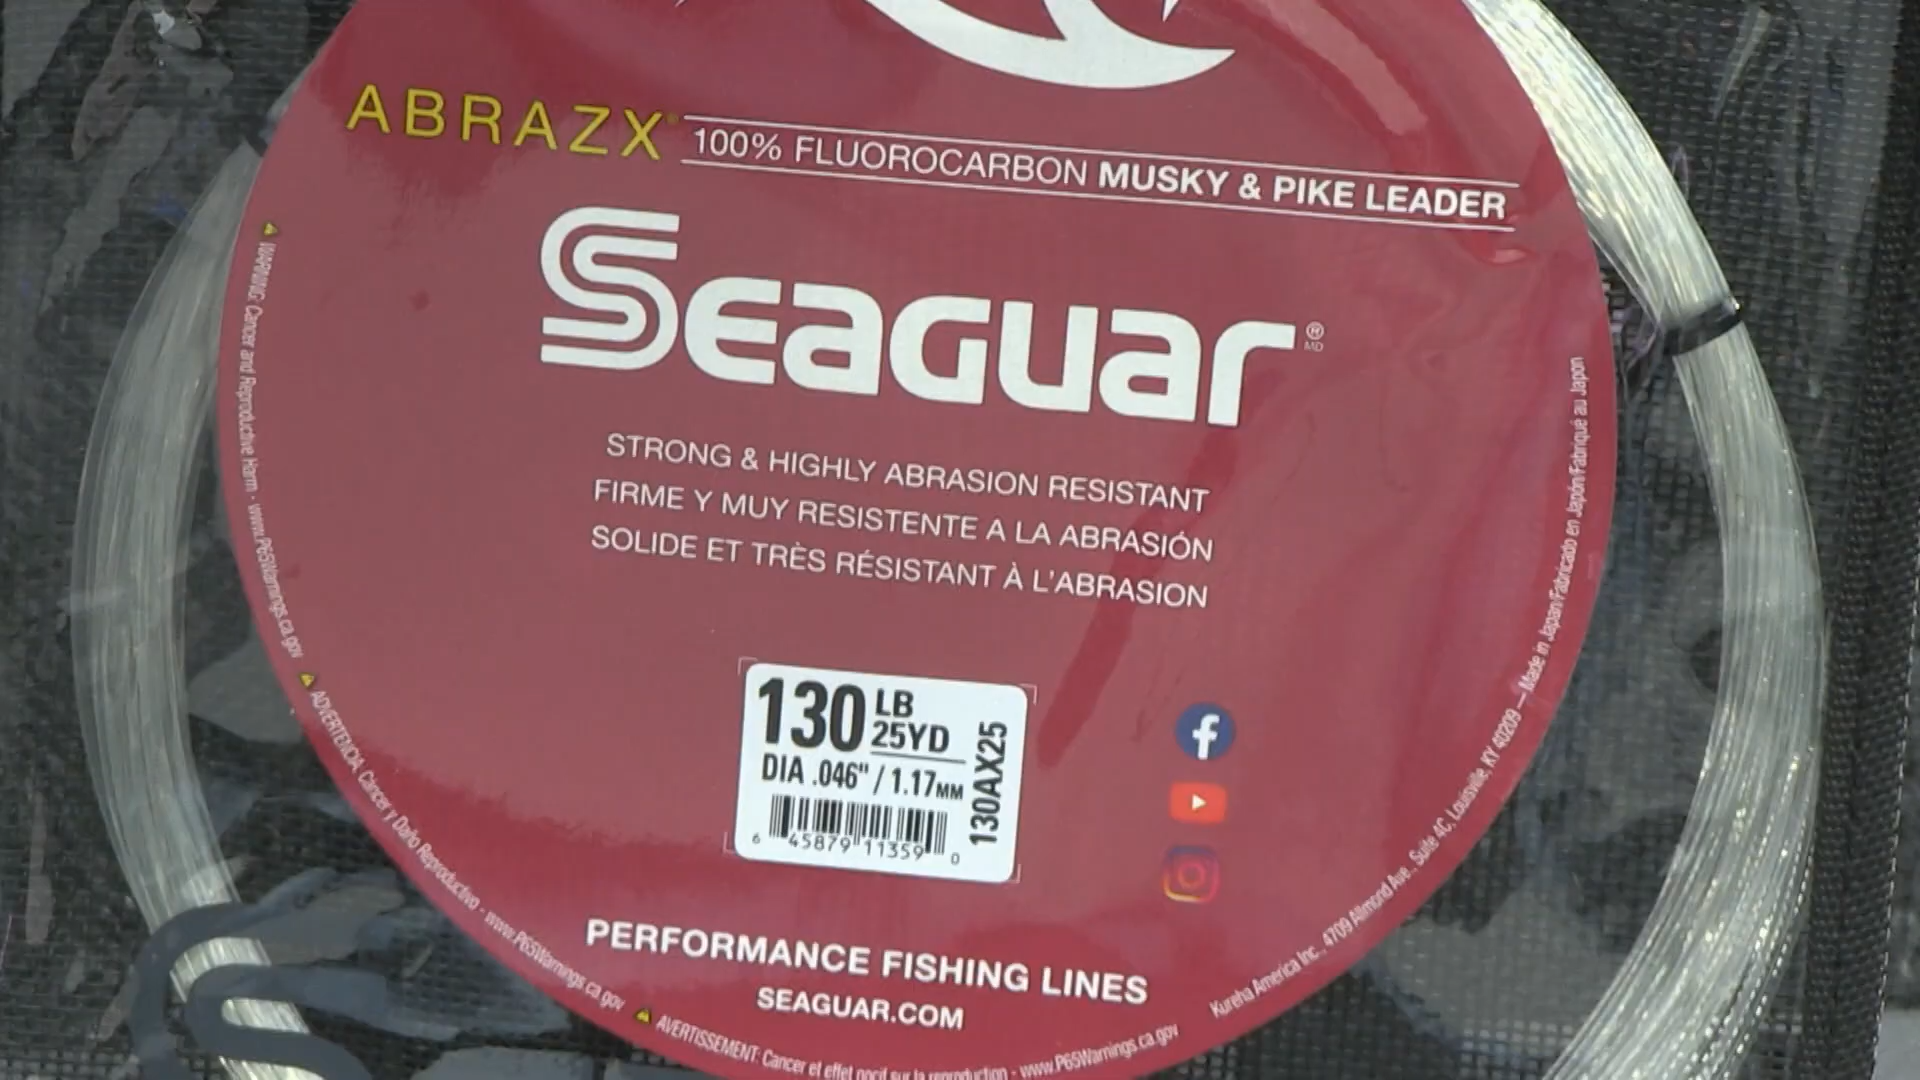 ABRAZX® 100% FLUOROCARBON MUSKY & PIKE LEADER
SEAGUAR®
MD
STRONG & HIGHLY ABRASION RESISTANT
FIRME Y MUY RESISTENTE A LA ABRASIÓN
SOLIDE ET TRÈS RÉSISTANT À L'ABRASION
130 LB
25YD
DIA .046" / 1.17MM
130AX25
6 45879 11359 0
PERFORMANCE FISHING LINES
SEAGUAR.COM
WARNING: Cancer and Reproductive Harm - www.P65Warnings.ca.gov
ADVERTENCIA: Cáncer y Daño Reproductivo - www.P65Warnings.ca.gov
AVERTISSEMENT: Cancer et effet nocif sur la reproduction - www.P65Warnings.ca.gov
Kureha America Inc., 4709 Allmond Ave., Suite 4C, Louisville, KY 40209 — Made in Japan/Fabricado en Japón/Fabriqué au Japon